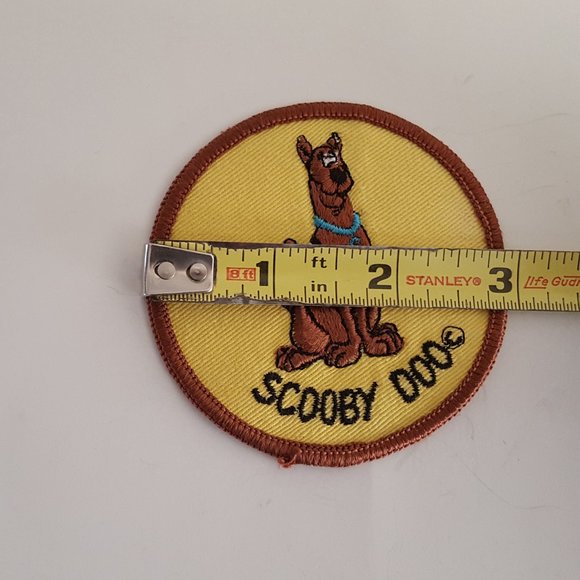 8 ft 1 ft in 2 STANLEY® 3 life Guard
SCOOBY DOO ©